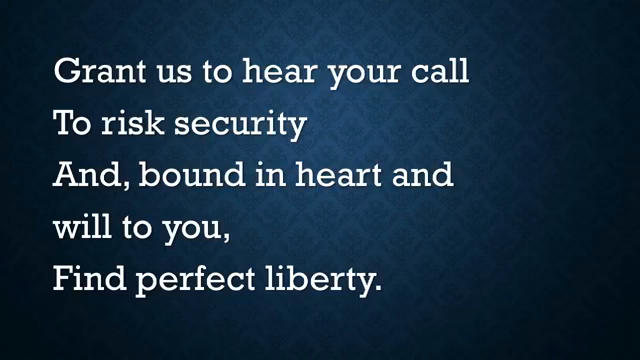 Grant us to hear your call
To risk security
And, bound in heart and
will to you,
Find perfect liberty.